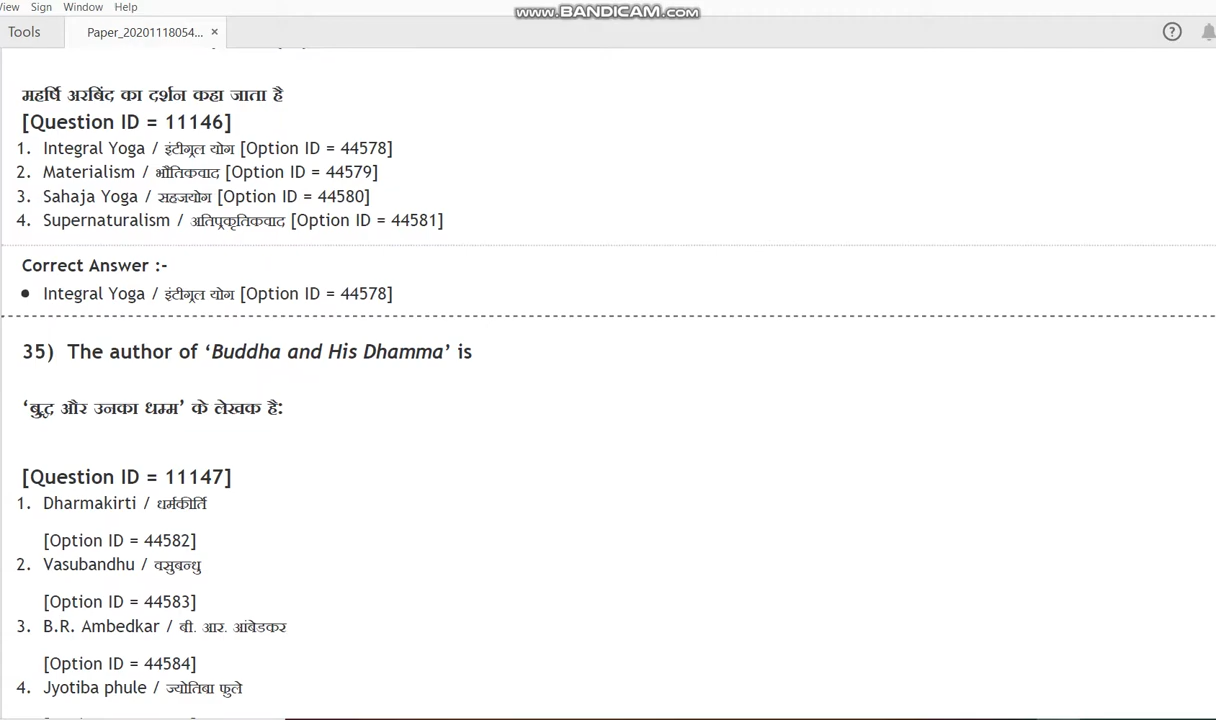 View Sign Window Help
www.BANDICAM.com
Tools Paper_20201118054... ×
महर्षि अरबिंद का दर्शन कहा जाता है
[Question ID = 11146]
1. Integral Yoga / इंटीग्रल योग [Option ID = 44578]
2. Materialism / भौतिकवाद [Option ID = 44579]
3. Sahaja Yoga / सहजयोग [Option ID = 44580]
4. Supernaturalism / अतिप्रकृतिकवाद [Option ID = 44581]
Correct Answer :-
• Integral Yoga / इंटीग्रल योग [Option ID = 44578]
35) The author of ‘Buddha and His Dhamma’ is
‘बुद्ध और उनका धम्म’ के लेखक है:
[Question ID = 11147]
1. Dharmakirti / धर्मकीर्ति
[Option ID = 44582]
2. Vasubandhu / वसुबन्धु
[Option ID = 44583]
3. B.R. Ambedkar / बी. आर. आंबेडकर
[Option ID = 44584]
4. Jyotiba phule / ज्योतिबा फुले